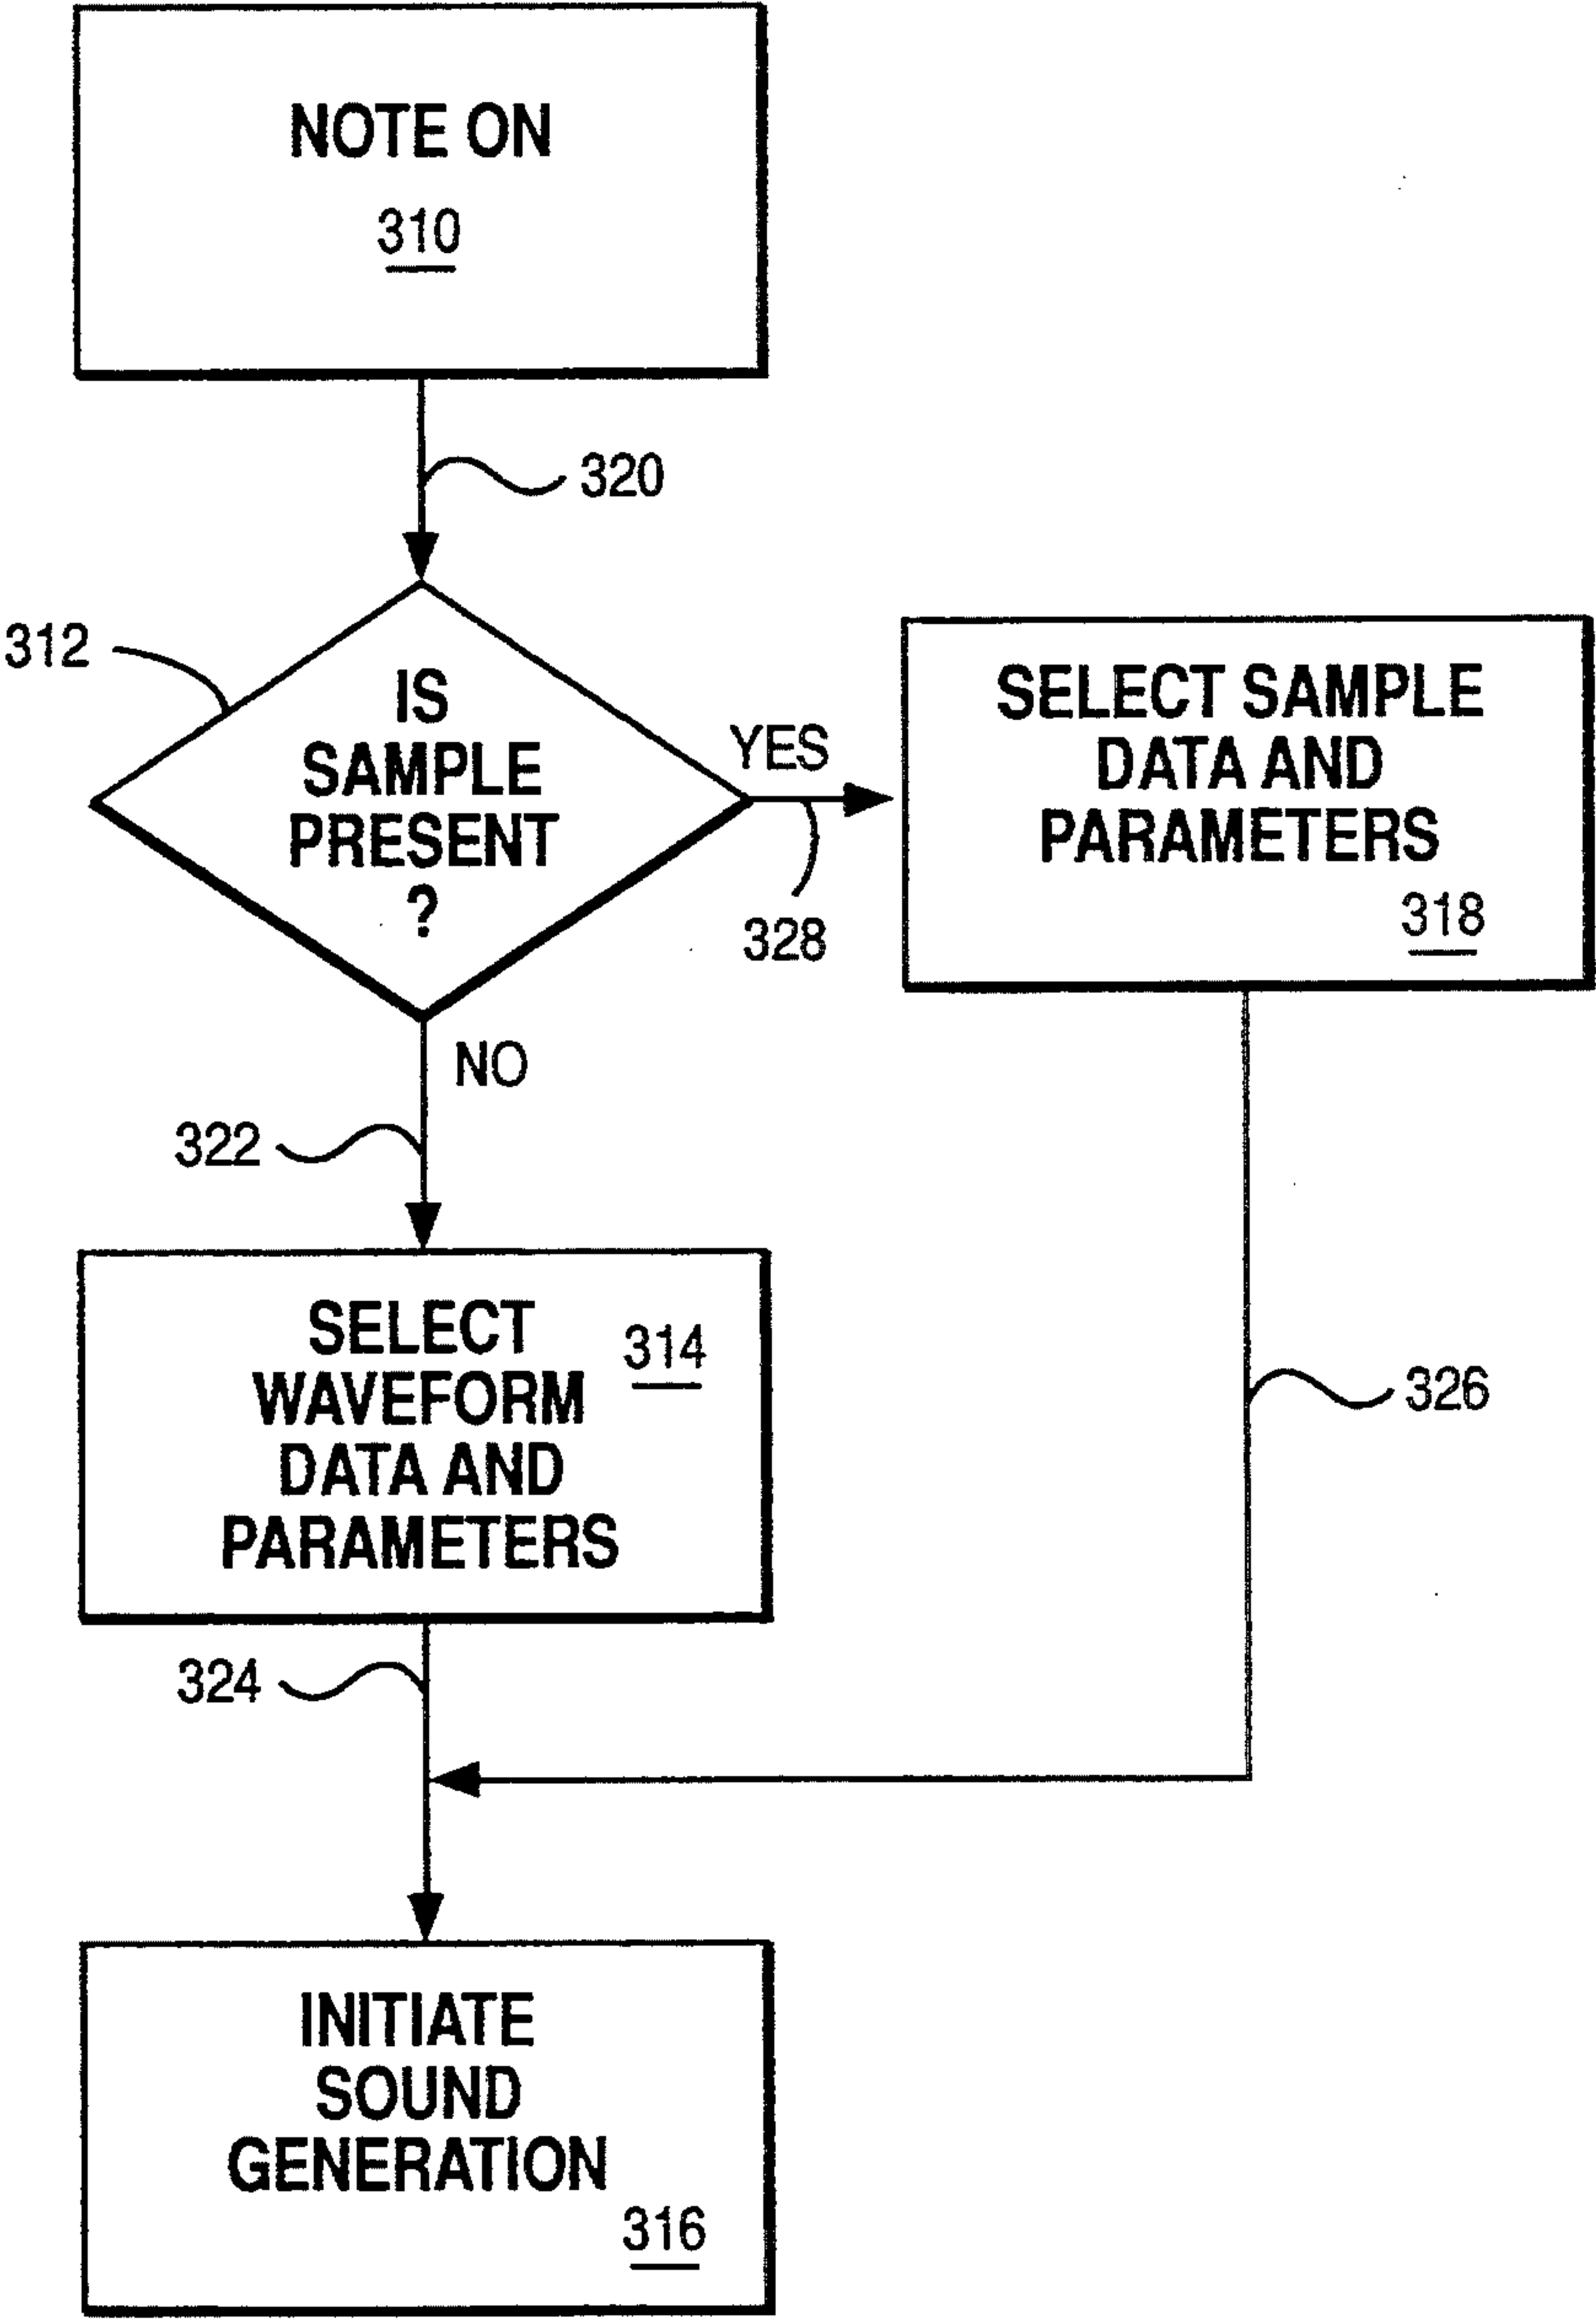 NOTE ON
310
320
312
IS
SAMPLE
PRESENT
?
YES
328
SELECT SAMPLE
DATA AND
PARAMETERS
318
NO
322
SELECT
WAVEFORM
DATA AND
PARAMETERS
314
326
324
INITIATE
SOUND
GENERATION
316